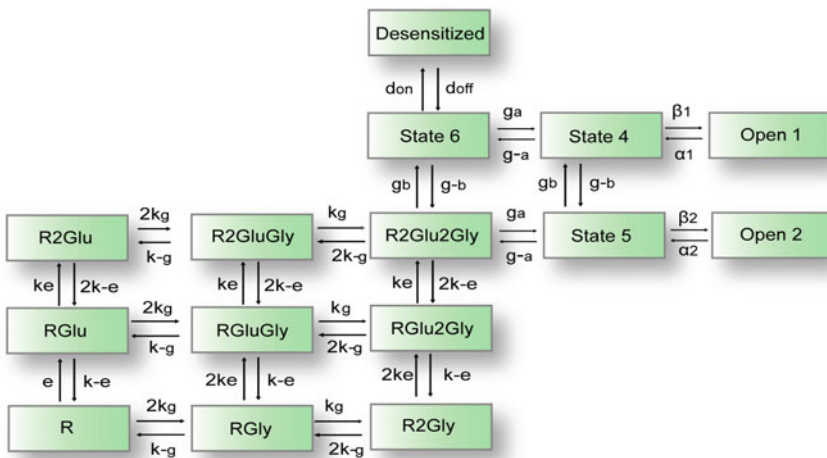 Desensitized
don doff
State 6 ga g-a State 4 β1 α1 Open 1
gb g-b gb g-b
R2Glu 2kg k-g R2GluGly kg 2k-g R2Glu2Gly ga g-a State 5 β2 α2 Open 2
ke 2k-e ke 2k-e ke 2k-e
RGlu 2kg k-g RGluGly kg 2k-g RGlu2Gly
e k-e 2ke k-e 2ke k-e
R 2kg k-g RGly kg 2k-g R2Gly